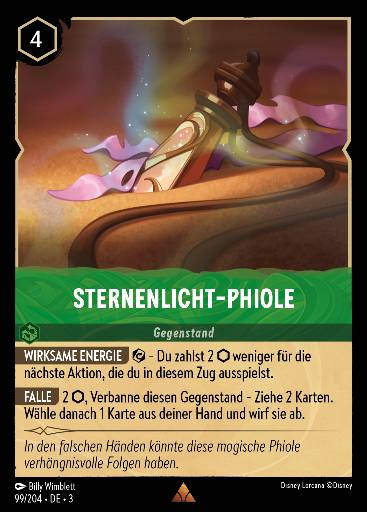 4
STERNENLICHT-PHIOLE
Gegenstand
WIRKSAME ENERGIE - Du zahlst 2 weniger für die
nächste Aktion, die du in diesem Zug ausspielst.
FALLE 2, Verbanne diesen Gegenstand - Ziehe 2 Karten.
Wähle danach 1 Karte aus deiner Hand und wirf sie ab.
In den falschen Händen könnte diese magische Phiole
verhängnisvolle Folgen haben.
Billy Wimblett
Disney Lorcana ©Disney
99/204 • DE • 3